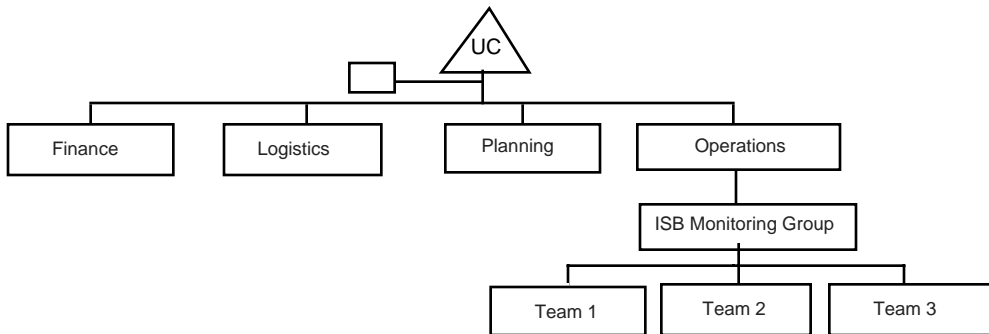 UC
Finance
Logistics
Planning
Operations
ISB Monitoring Group
Team 1
Team 2
Team 3